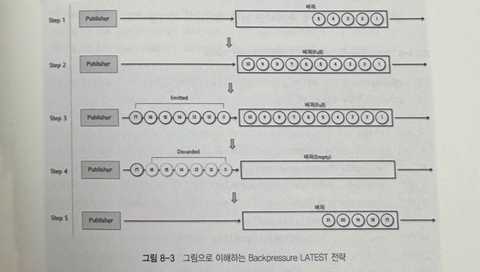 버퍼
Step 1 Publisher 5 4 3 2 1
버퍼(Full)
Step 2 Publisher 10 9 8 7 6 5 4 3 2 1
Emitted
버퍼(Full)
Step 3 Publisher 17 16 15 14 13 12 11 10 9 8 7 6 5 4 3 2 1
Discarded
버퍼(Empty)
Step 4 Publisher 17 16 15 14 13 12 11
버퍼
Step 5 Publisher 21 20 19 18 17
그림 8-3 그림으로 이해하는 Backpressure LATEST 전략